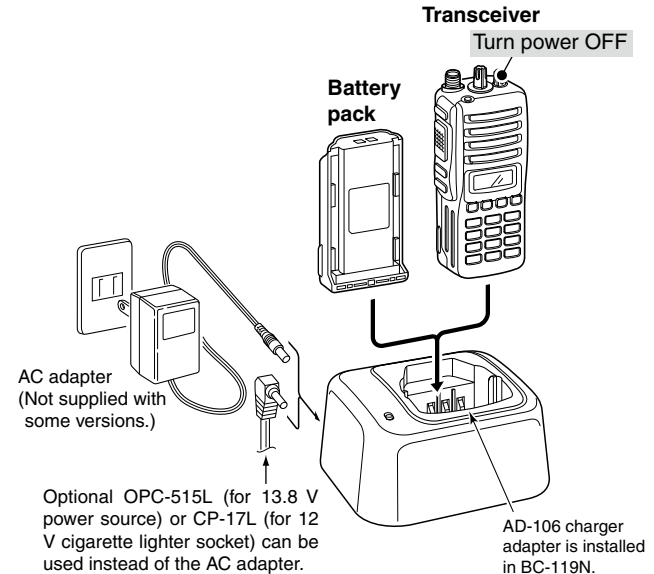 Transceiver
Turn power OFF
Battery
pack
AC adapter
(Not supplied with
some versions.)
Optional OPC-515L (for 13.8 V
power source) or CP-17L (for 12
V cigarette lighter socket) can be
used instead of the AC adapter.
AD-106 charger
adapter is installed
in BC-119N.